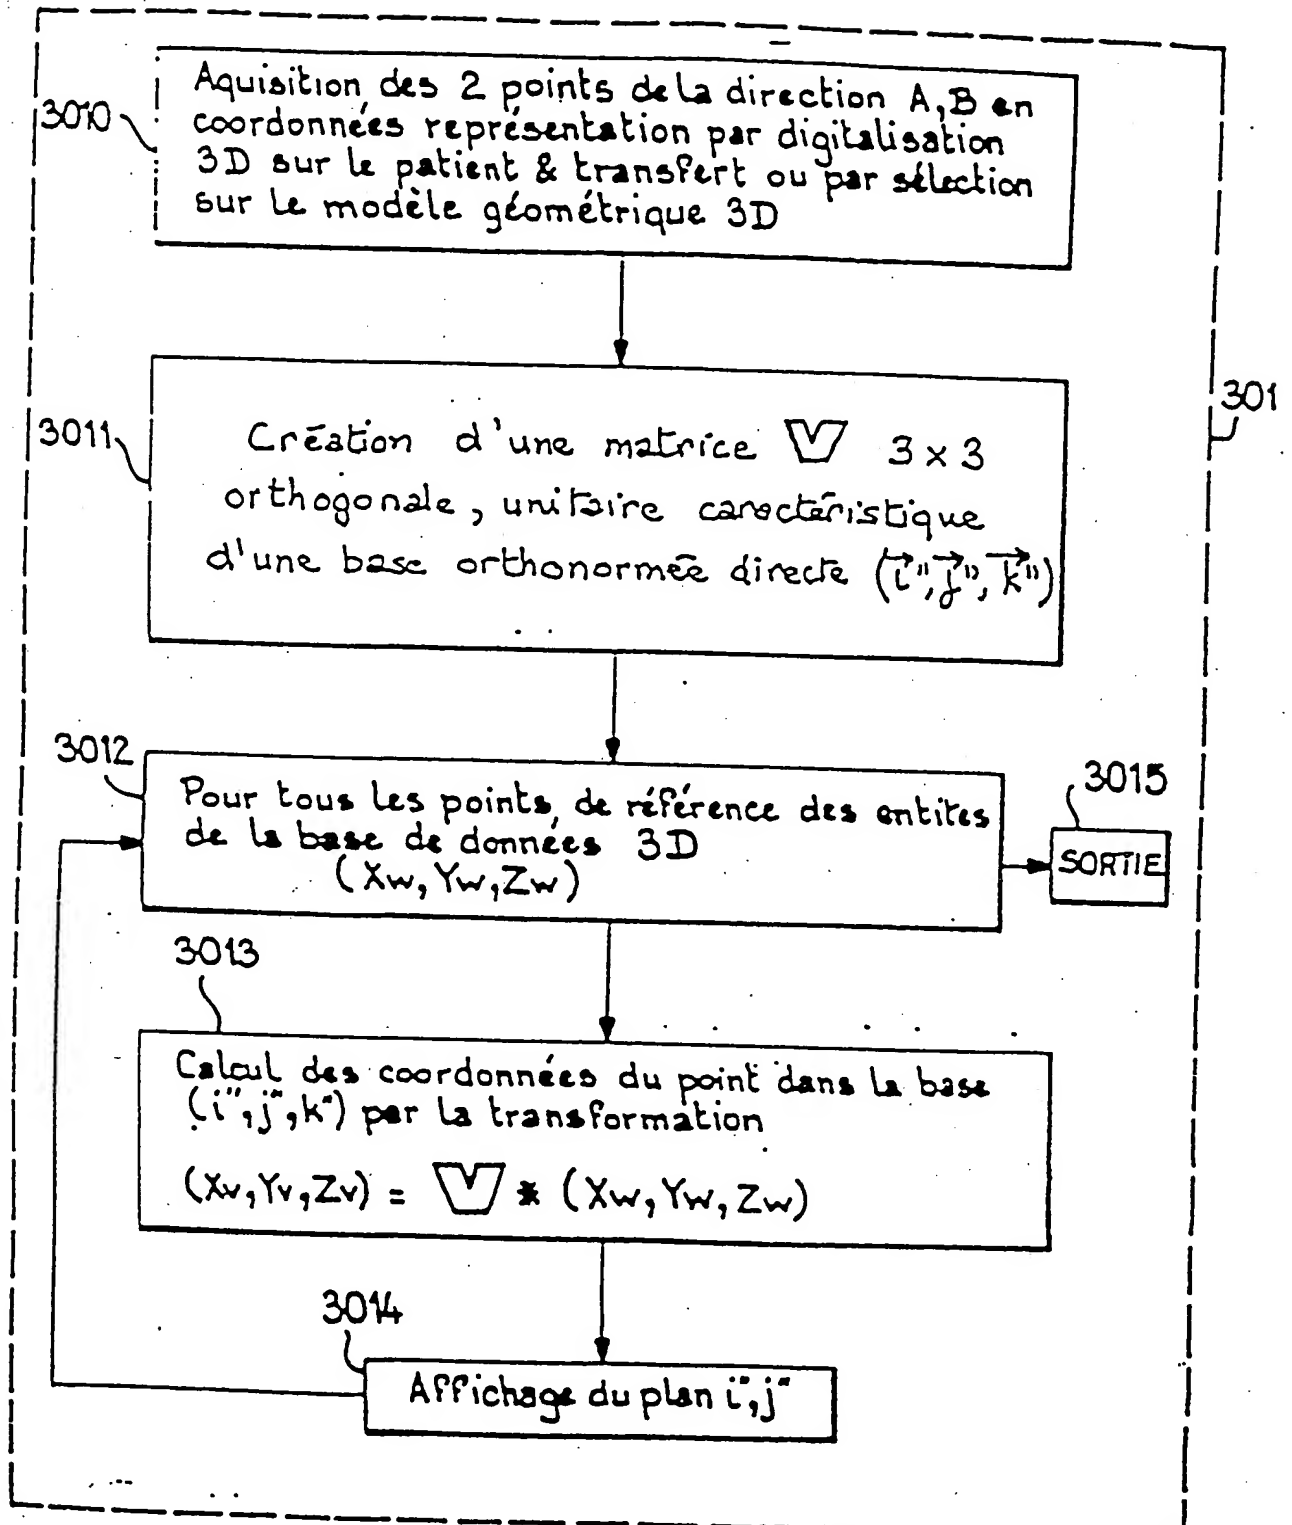 3010
Aquisition des 2 points de la direction A,B en
coordonnées représentation par digitalisation
3D sur le patient & transfert ou par sélection
sur le modèle géométrique 3D
301
3011
Création d'une matrice V 3 x 3
orthogonale, unitaire caractéristique
d'une base orthonormée directe (i⃗", j⃗", k⃗")
3012
Pour tous les points, de référence des entites
de la base de données 3D
(Xw, Yw, Zw)
3015
SORTIE
3013
Calcul des coordonnées du point dans la base
(i", j", k") par la transformation
(Xv, Yv, Zv) = V * (Xw, Yw, Zw)
3014
Affichage du plan i", j"